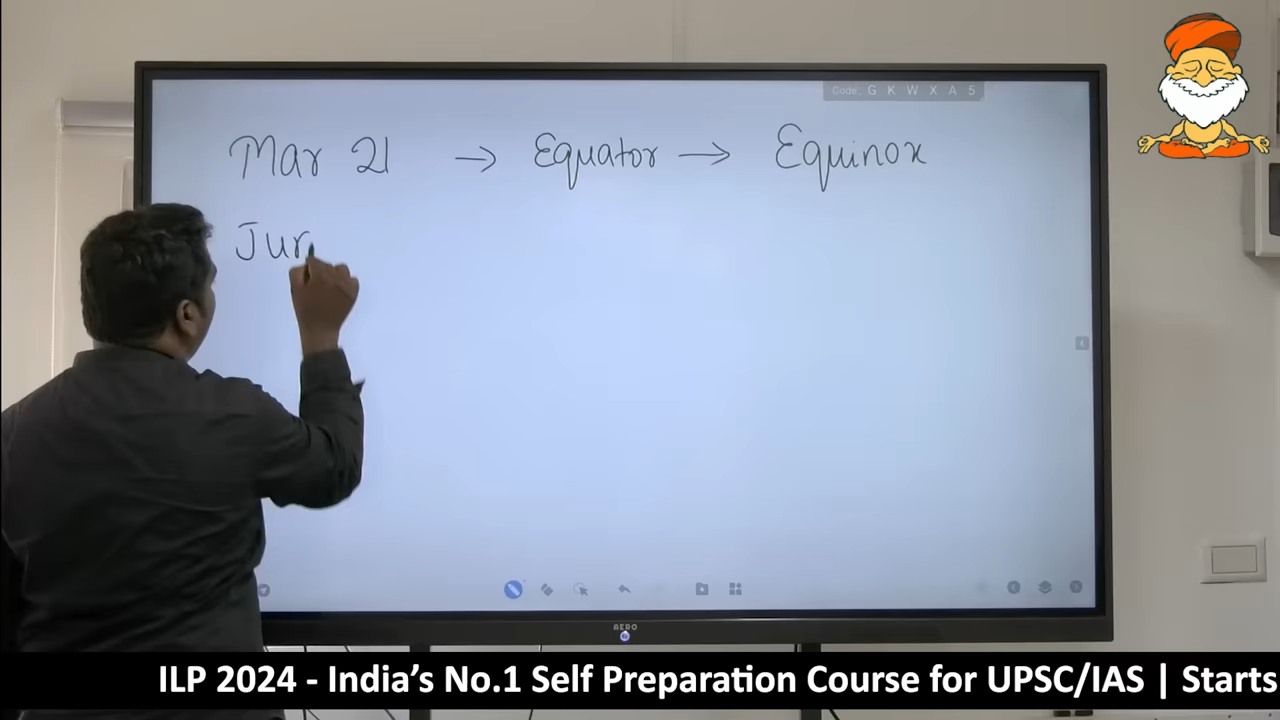 Code: G K W X A 5
Mar 21 → Equator → Equinox
Jur
AERO
ILP 2024 - India’s No.1 Self Preparation Course for UPSC/IAS | Starts